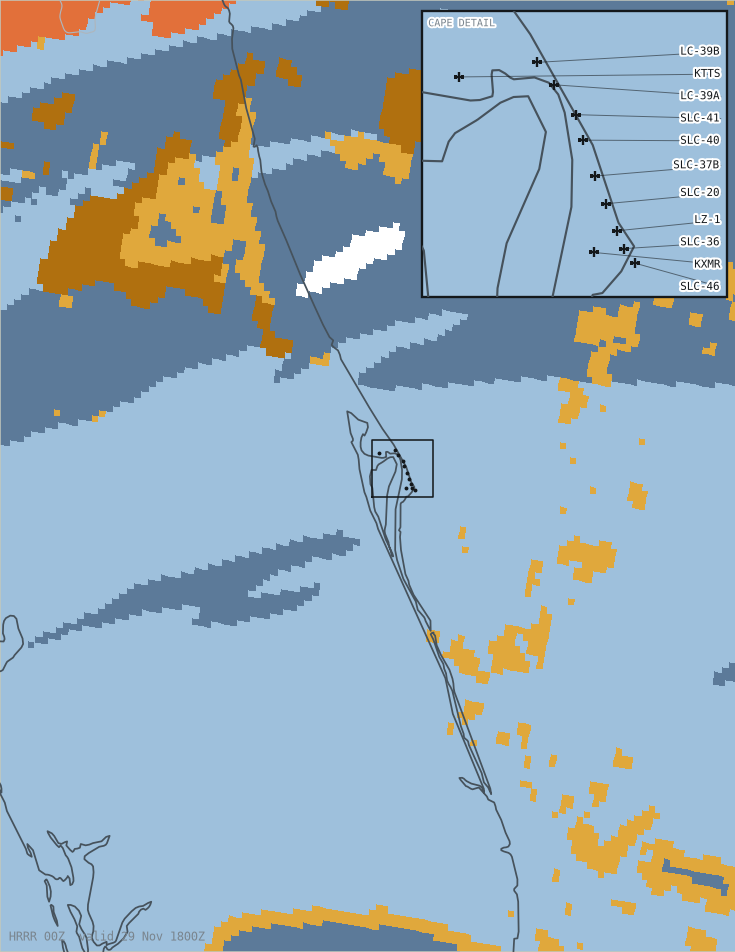 CAPE DETAIL
LC-39B
KTTS
LC-39A
SLC-41
SLC-40
SLC-37B
SLC-20
LZ-1
SLC-36
KXMR
SLC-46
HRRR 00Z valid 29 Nov 1800Z